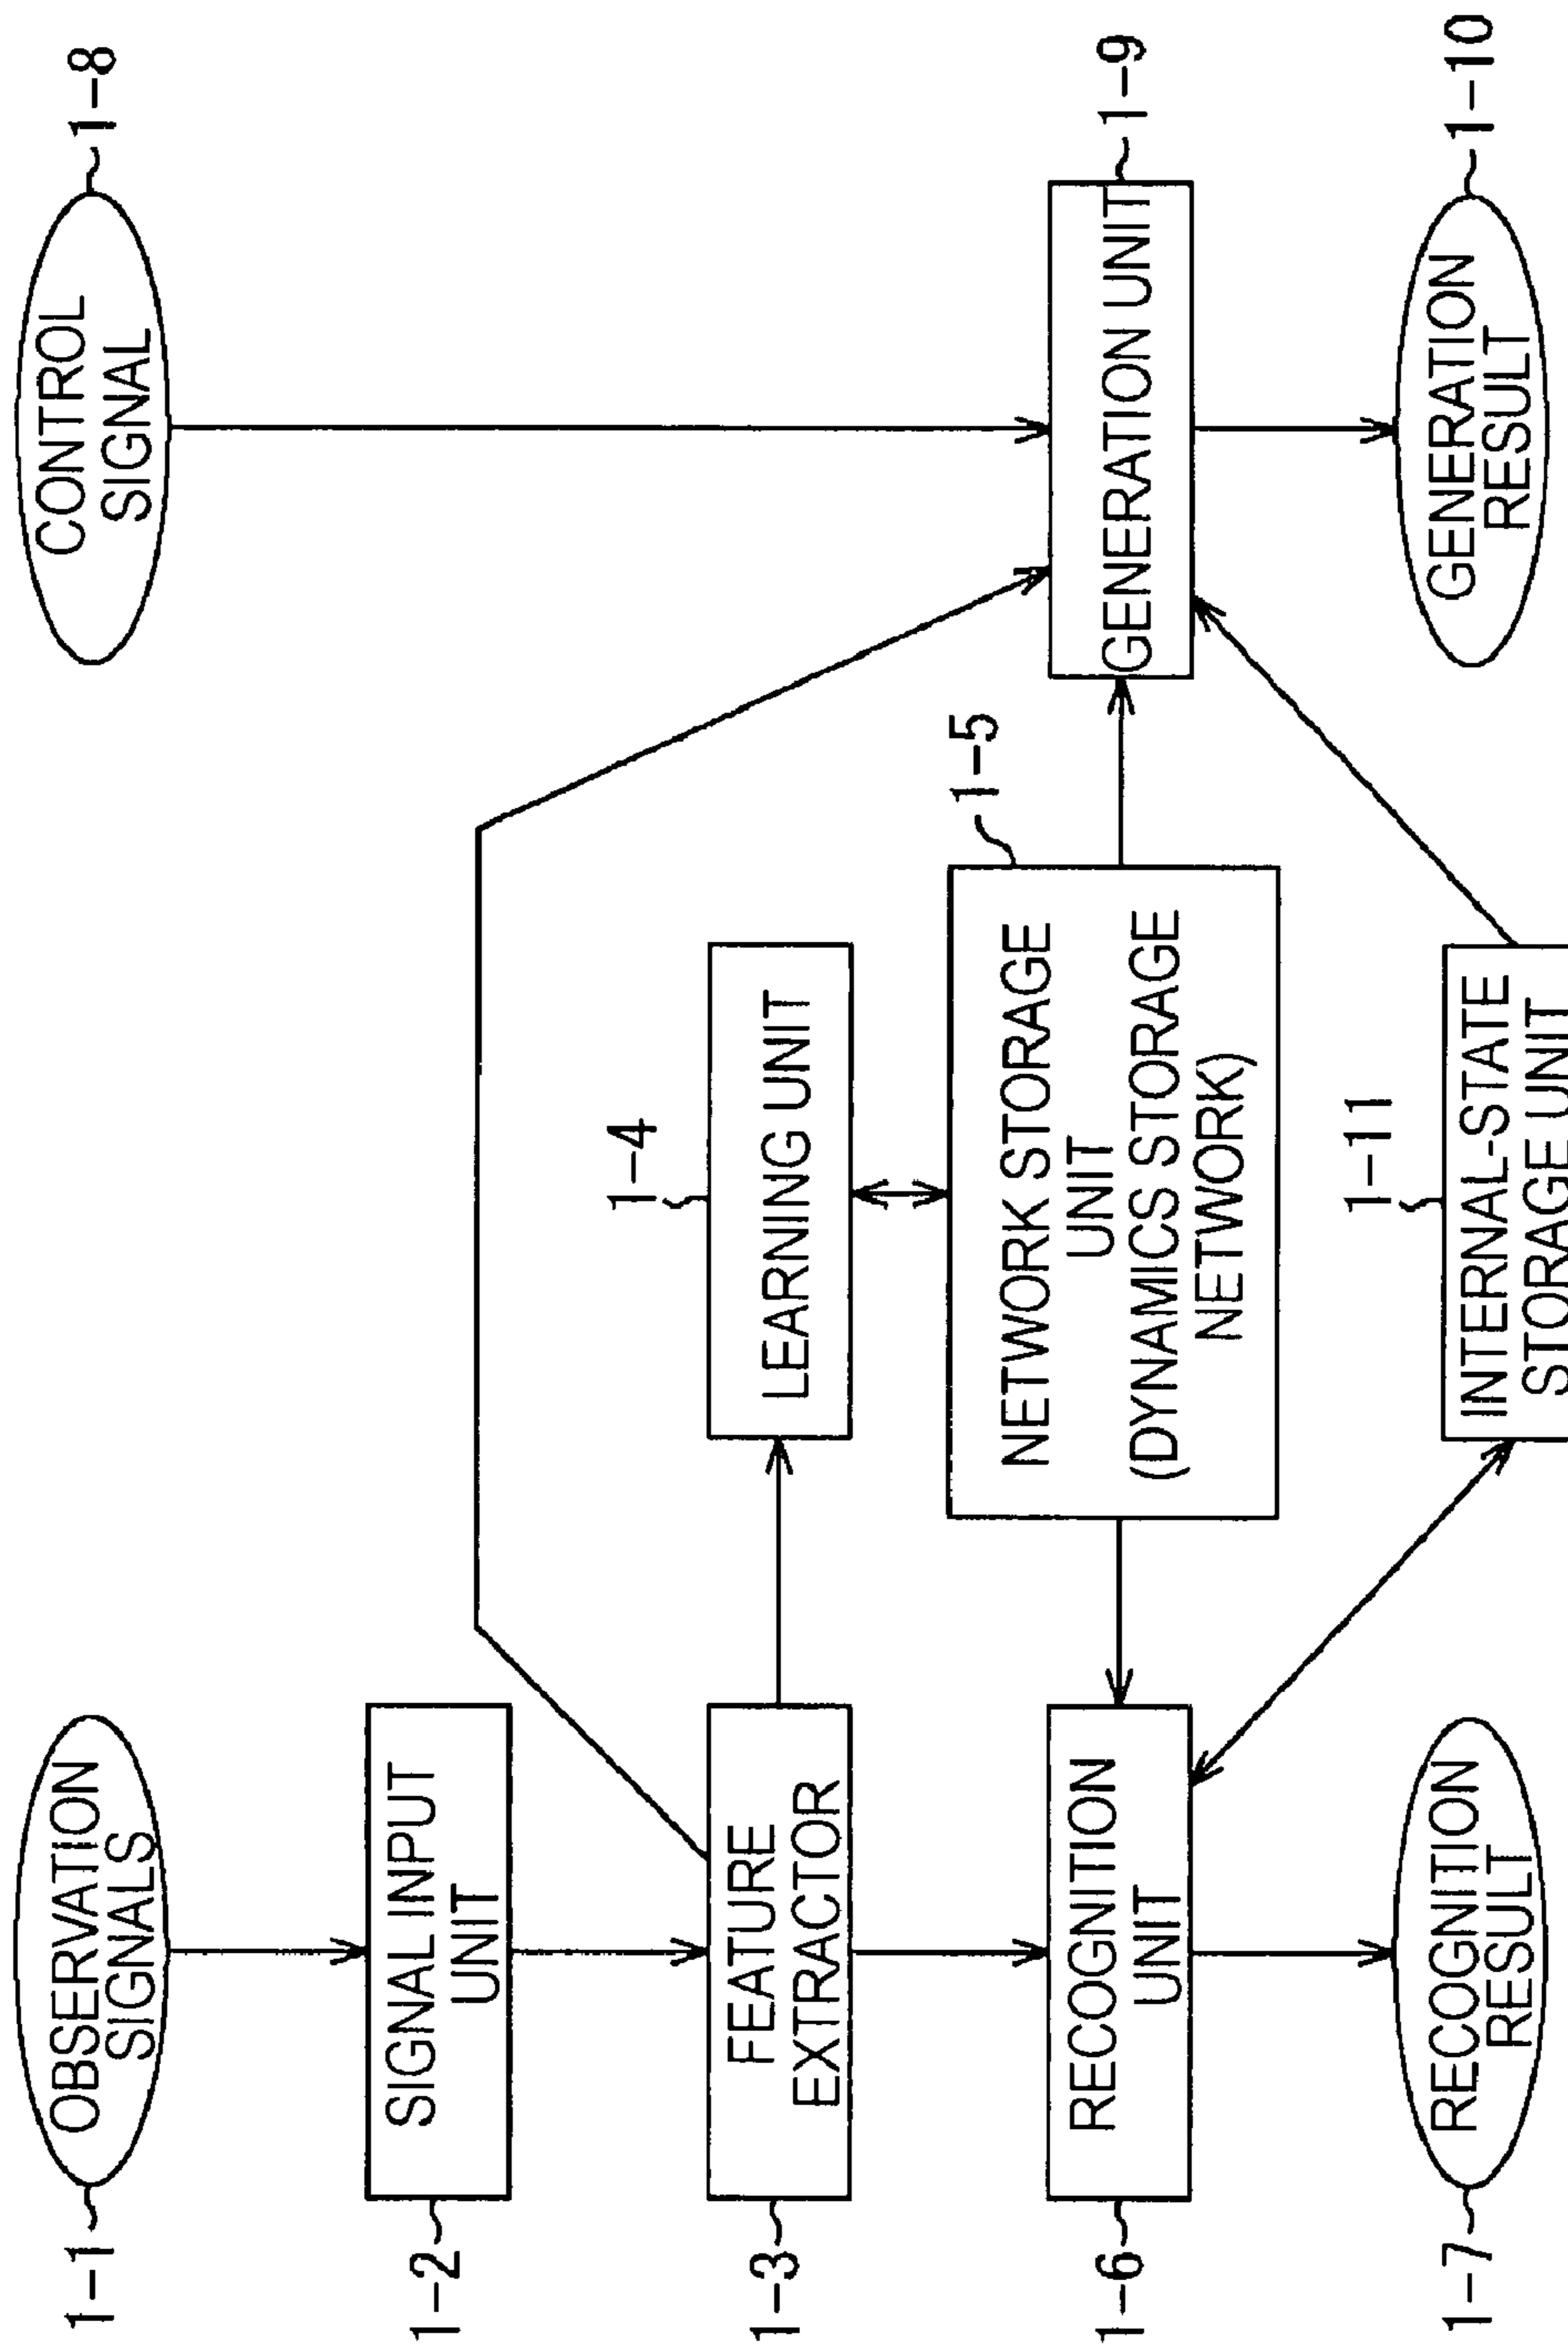 1-1
OBSERVATION
SIGNALS
CONTROL
SIGNAL
1-8
1-2
SIGNAL INPUT
UNIT
1-3
FEATURE
EXTRACTOR
1-4
LEARNING UNIT
1-5
NETWORK STORAGE
UNIT
(DYNAMICS STORAGE
NETWORK)
1-6
RECOGNITION
UNIT
GENERATION UNIT
1-9
1-7
RECOGNITION
RESULT
1-11
INTERNAL-STATE
STORAGE UNIT
GENERATION
RESULT
1-10